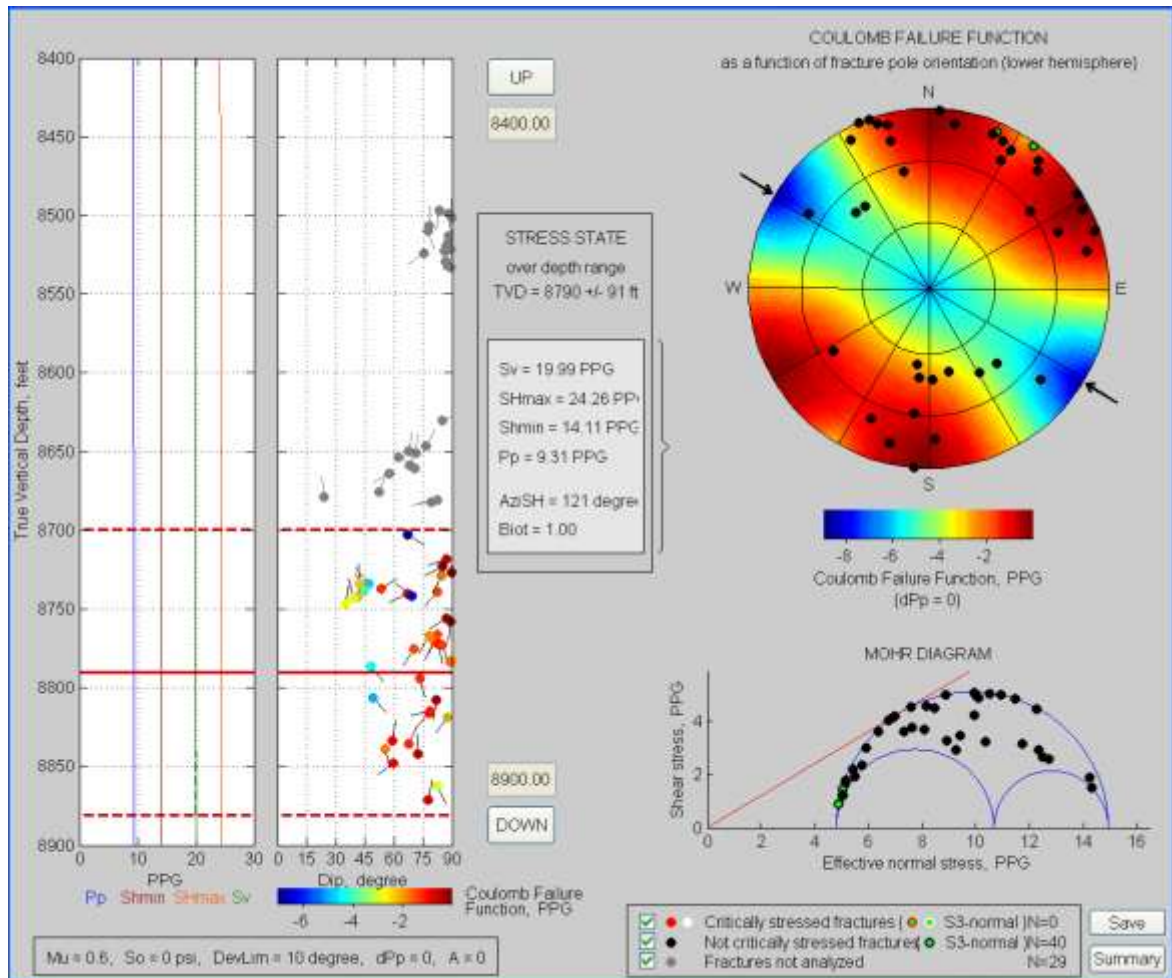 COULOMB FAILURE FUNCTION
as a function of fracture pole orientation (lower hemisphere)
8400
8450
8500
8550
8600
8650
8700
8750
8800
8850
8900
True Vertical Depth, feet
0 10 20 30
PPG
Pp Shmin SHmax Sv
0 15 30 45 60 75 90
Dip, degree
-6 -4 -2
Coulomb Failure
Function, PPG
Mu = 0.6, So = 0 psi, DevLim = 10 degree, dPp = 0, A = 0
UP
8400.00
STRESS STATE
over depth range
TVD = 8790 +/- 91 ft
Sv = 19.99 PPG
SHmax = 24.26 PP
Shmin = 14.11 PPG
Pp = 9.31 PPG
AziSH = 121 degre
Biot = 1.00
8900.00
DOWN
N
W
E
S
-8 -6 -4 -2
Coulomb Failure Function, PPG
(dPp = 0)
MOHR DIAGRAM
Shear stress, PPG
4
2
0
0 2 4 6 8 10 12 14 16
Effective normal stress, PPG
Critically stressed fractures ( S3-normal )N=0
Not critically stressed fractures( S3-normal )N=40
Fractures not analyzed N=29
Save
Summary